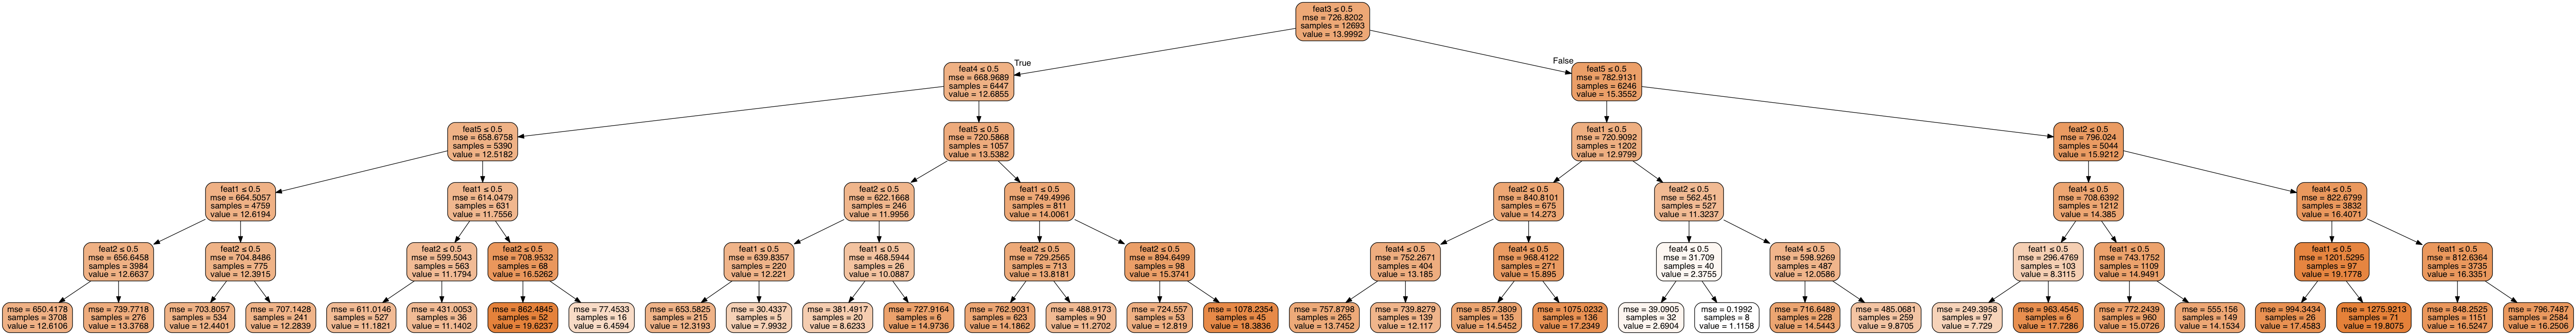 feat3 ≤ 0.5
mse = 726.8202
samples = 12693
value = 13.9992
True
False
feat4 ≤ 0.5
mse = 668.9689
samples = 6447
value = 12.6855
feat5 ≤ 0.5
mse = 782.9131
samples = 6246
value = 15.3552
feat5 ≤ 0.5
mse = 658.6758
samples = 5390
value = 12.5182
feat5 ≤ 0.5
mse = 720.5868
samples = 1057
value = 13.5382
feat1 ≤ 0.5
mse = 720.9092
samples = 1202
value = 12.9799
feat2 ≤ 0.5
mse = 796.024
samples = 5044
value = 15.9212
feat1 ≤ 0.5
mse = 664.5057
samples = 4759
value = 12.6194
feat1 ≤ 0.5
mse = 614.0479
samples = 631
value = 11.7556
feat2 ≤ 0.5
mse = 622.1668
samples = 246
value = 11.9956
feat1 ≤ 0.5
mse = 749.4996
samples = 811
value = 14.0061
feat2 ≤ 0.5
mse = 840.8101
samples = 675
value = 14.273
feat2 ≤ 0.5
mse = 562.451
samples = 527
value = 11.3237
feat4 ≤ 0.5
mse = 708.6392
samples = 1212
value = 14.385
feat4 ≤ 0.5
mse = 822.6799
samples = 3832
value = 16.4071
feat2 ≤ 0.5
mse = 656.6458
samples = 3984
value = 12.6637
feat2 ≤ 0.5
mse = 704.8486
samples = 775
value = 12.3915
feat2 ≤ 0.5
mse = 599.5043
samples = 563
value = 11.1794
feat2 ≤ 0.5
mse = 708.9532
samples = 68
value = 16.5262
feat1 ≤ 0.5
mse = 639.8357
samples = 220
value = 12.221
feat1 ≤ 0.5
mse = 468.5944
samples = 26
value = 10.0887
feat2 ≤ 0.5
mse = 729.2565
samples = 713
value = 13.8181
feat2 ≤ 0.5
mse = 894.6499
samples = 98
value = 15.3741
feat4 ≤ 0.5
mse = 752.2671
samples = 404
value = 13.185
feat4 ≤ 0.5
mse = 968.4122
samples = 271
value = 15.895
feat4 ≤ 0.5
mse = 31.709
samples = 40
value = 2.3755
feat4 ≤ 0.5
mse = 598.9269
samples = 487
value = 12.0586
feat1 ≤ 0.5
mse = 296.4769
samples = 103
value = 8.3115
feat1 ≤ 0.5
mse = 743.1752
samples = 1109
value = 14.9491
feat1 ≤ 0.5
mse = 1201.5295
samples = 97
value = 19.1778
feat1 ≤ 0.5
mse = 812.6364
samples = 3735
value = 16.3351
mse = 650.4178
samples = 3708
value = 12.6106
mse = 739.7718
samples = 276
value = 13.3768
mse = 703.8057
samples = 534
value = 12.4401
mse = 707.1428
samples = 241
value = 12.2839
mse = 611.0146
samples = 527
value = 11.1821
mse = 431.0053
samples = 36
value = 11.1402
mse = 862.4845
samples = 52
value = 19.6237
mse = 77.4533
samples = 16
value = 6.4594
mse = 653.5825
samples = 215
value = 12.3193
mse = 30.4337
samples = 5
value = 7.9932
mse = 381.4917
samples = 20
value = 8.6233
mse = 727.9164
samples = 6
value = 14.9736
mse = 762.9031
samples = 623
value = 14.1862
mse = 488.9173
samples = 90
value = 11.2702
mse = 724.557
samples = 53
value = 12.819
mse = 1078.2354
samples = 45
value = 18.3836
mse = 757.8798
samples = 265
value = 13.7452
mse = 739.8279
samples = 139
value = 12.117
mse = 857.3809
samples = 135
value = 14.5452
mse = 1075.0232
samples = 136
value = 17.2349
mse = 39.0905
samples = 32
value = 2.6904
mse = 0.1992
samples = 8
value = 1.1158
mse = 716.6489
samples = 228
value = 14.5443
mse = 485.0681
samples = 259
value = 9.8705
mse = 249.3958
samples = 97
value = 7.729
mse = 963.4545
samples = 6
value = 17.7286
mse = 772.2439
samples = 960
value = 15.0726
mse = 555.156
samples = 149
value = 14.1534
mse = 994.3434
samples = 26
value = 17.4583
mse = 1275.9213
samples = 71
value = 19.8075
mse = 848.2525
samples = 1151
value = 16.5247
mse = 796.7487
samples = 2584
value = 16.2507